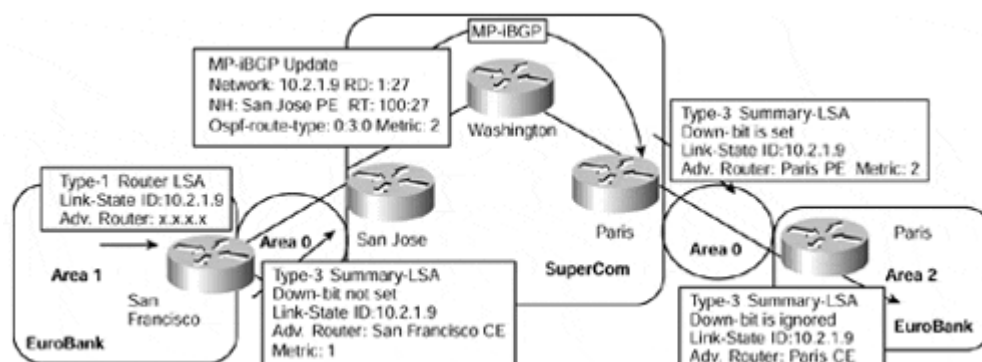 MP-iBGP
MP-iBGP Update
Network: 10.2.1.9 RD: 1:27
NH: San Jose PE RT: 100:27
Ospf-route-type: 0:3:0 Metric: 2
Washington
Type-3 Summary-LSA
Down-bit is set
Link-State ID:10.2.1.9
Adv. Router: Paris PE Metric: 2
Type-1 Router LSA
Link-State ID:10.2.1.9
Adv. Router: x.x.x.x
Area 0
San Jose
Paris
Area 0
Paris
SuperCom
Area 1
San
Francisco
EuroBank
Type-3 Summary-LSA
Down-bit not set
Link-State ID:10.2.1.9
Adv. Router: San Francisco CE
Metric: 1
Area 2
Type-3 Summary-LSA
Down-bit is ignored
Link-State ID:10.2.1.9
Adv. Router: Paris CE
EuroBank